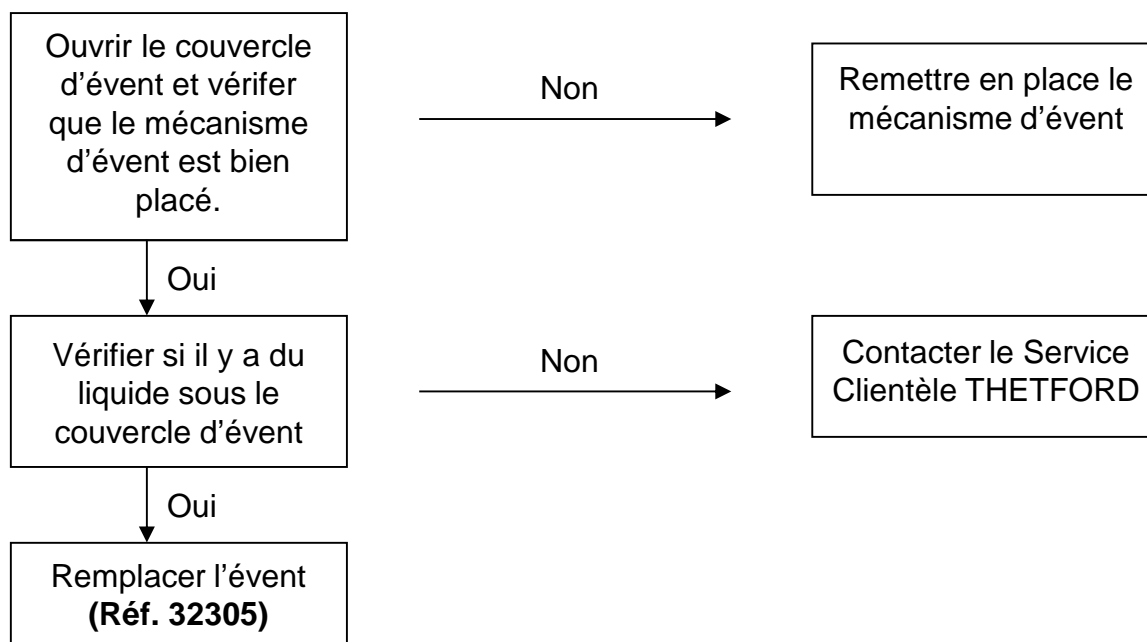 Ouvrir le couvercle
d’évent et vérifer
que le mécanisme
d’évent est bien
placé.
Non
Remettre en place le
mécanisme d’évent
Oui
Vérifier si il y a du
liquide sous le
couvercle d’évent
Non
Contacter le Service
Clientèle THETFORD
Oui
Remplacer l’évent
(Réf. 32305)